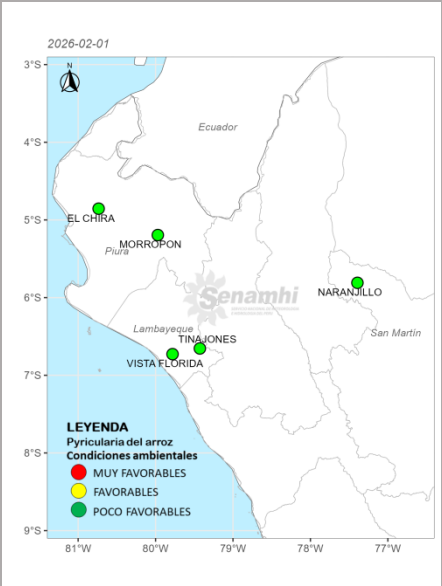 2026-02-01
3°S
N
4°S
Ecuador
5°S
EL CHIRA
MORROPON
Piura
NARANJILLO
6°S
Senamhi
Lambayeque
San Martín
TINAJONES
VISTA FLORIDA
7°S
LEYENDA
Pyricularia del arroz
Condiciones ambientales
8°S
MUY FAVORABLES
FAVORABLES
POCO FAVORABLES
9°S
81°W 80°W 79°W 78°W 77°W